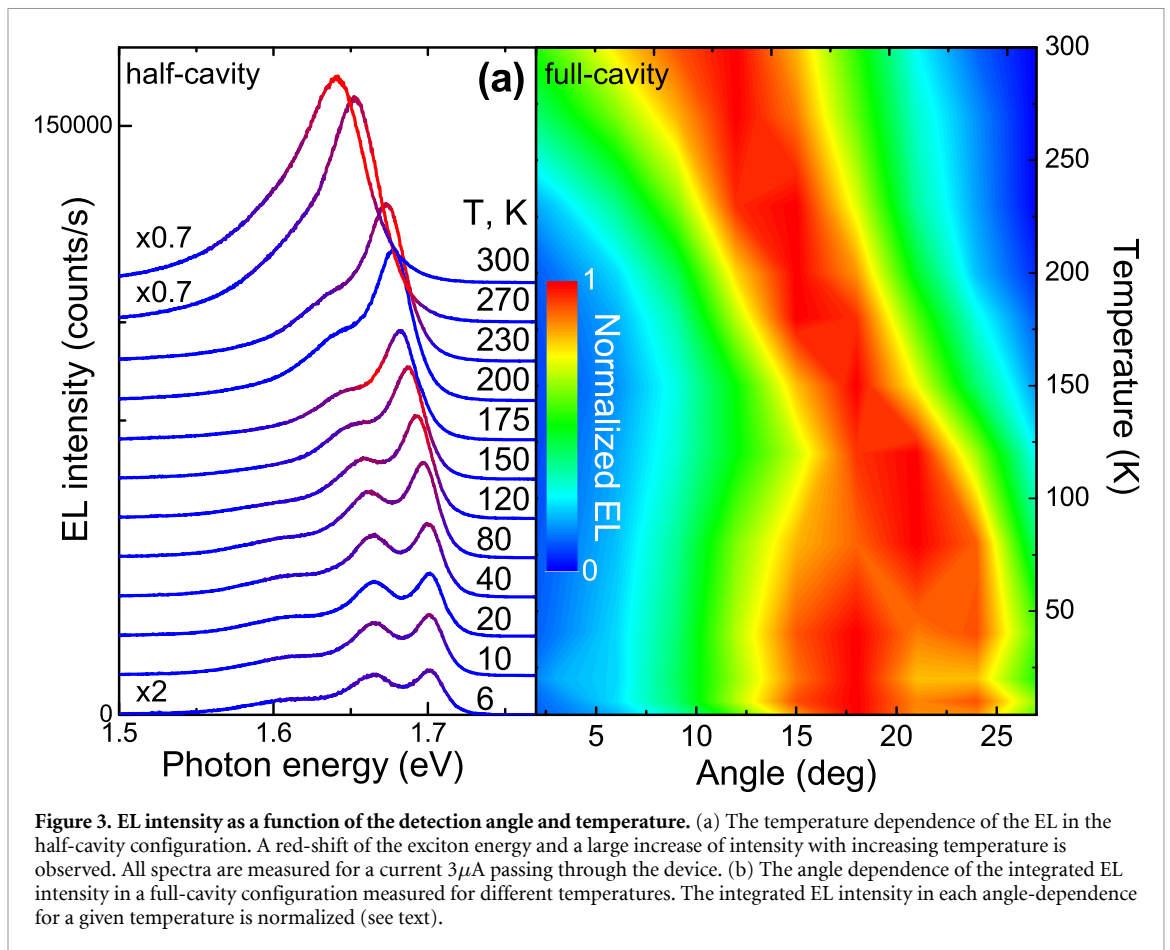 half-cavity
(a)
full-cavity
150000
0
EL intensity (counts/s)
x0.7
x0.7
x2
T, K
300
270
230
200
175
150
120
80
40
20
10
6
1.5
1.6
1.7
Photon energy (eV)
1
Normalized EL
0
5
10
15
20
25
Angle (deg)
300
250
200
150
100
50
Temperature (K)
Figure 3. EL intensity as a function of the detection angle and temperature. (a) The temperature dependence of the EL in the
half-cavity configuration. A red-shift of the exciton energy and a large increase of intensity with increasing temperature is
observed. All spectra are measured for a current 3μA passing through the device. (b) The angle dependence of the integrated EL
intensity in a full-cavity configuration measured for different temperatures. The integrated EL intensity in each angle-dependence
for a given temperature is normalized (see text).